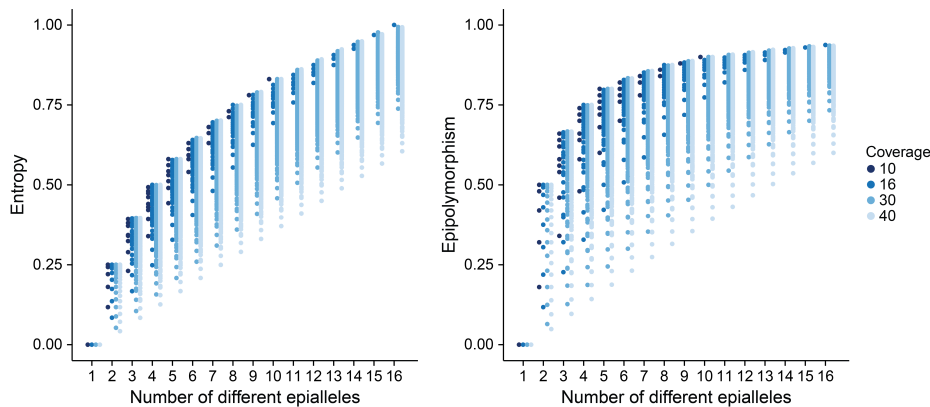 Entropy
1.00
0.75
0.50
0.25
0.00
1 2 3 4 5 6 7 8 9 10 11 12 13 14 15 16
Number of different epialleles
Epipolymorphism
1.00
0.75
0.50
0.25
0.00
1 2 3 4 5 6 7 8 9 10 11 12 13 14 15 16
Number of different epialleles
Coverage
10
16
30
40